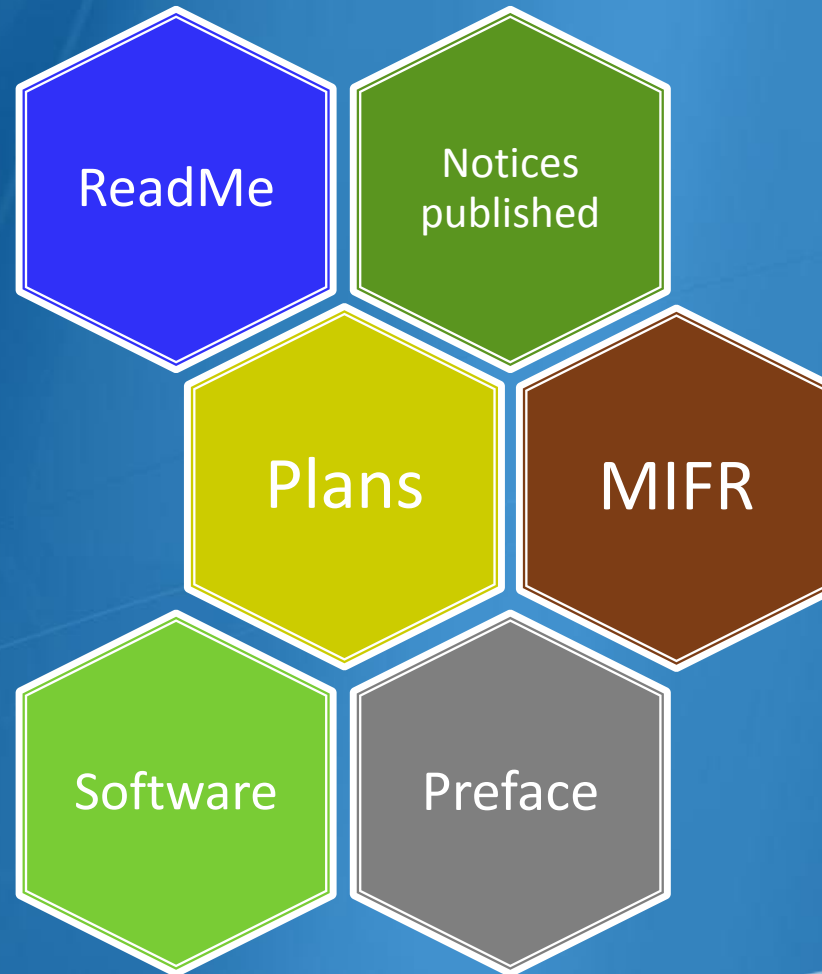 ReadMe
Notices
published
Plans
MIFR
Software
Preface